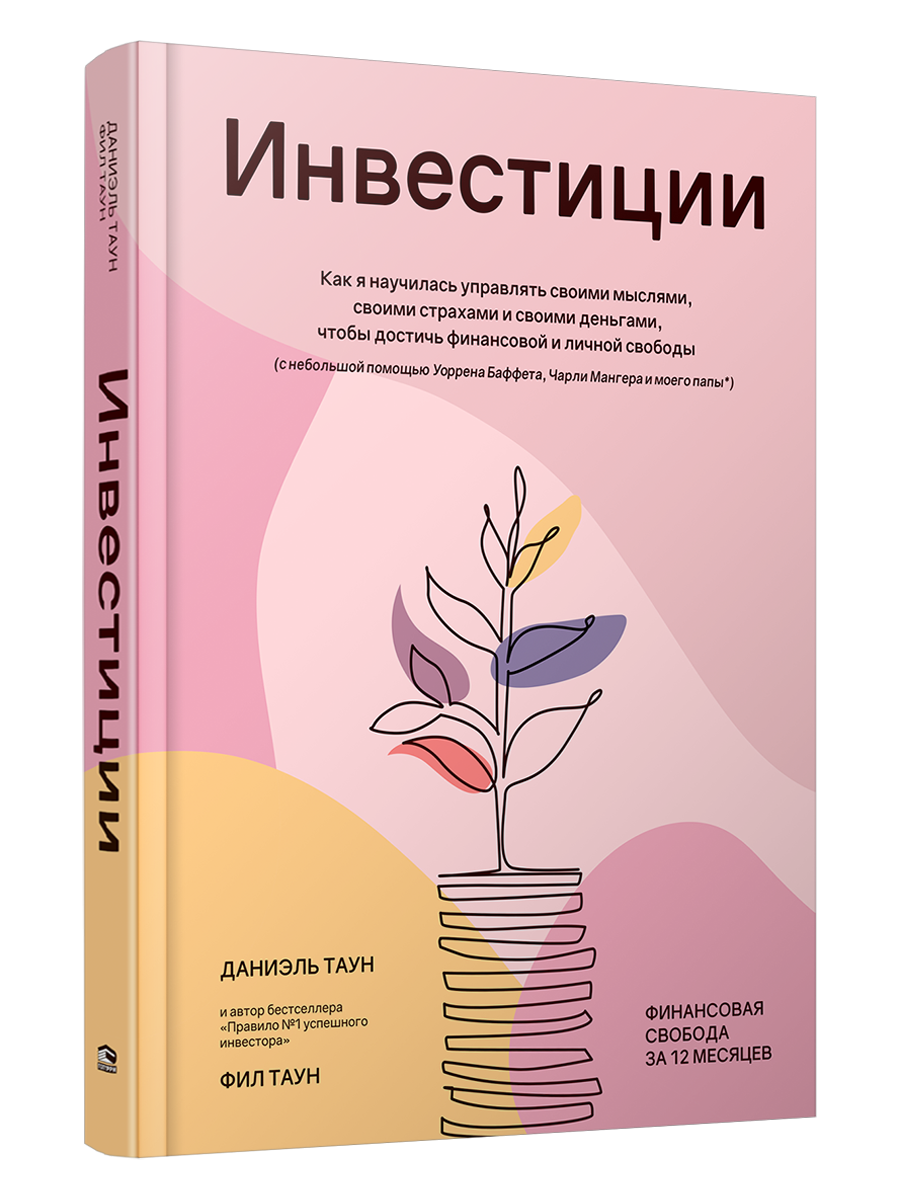 Инвестиции
Как я научилась управлять своими мыслями,
своими страхами и своими деньгами,
чтобы достичь финансовой и личной свободы
(с небольшой помощью Уоррена Баффета, Чарли Мангера и моего папы*)
ДАНИЭЛЬ ТАУН
и автор бестселлера
«Правило №1 успешного
инвестора»
ФИЛ ТАУН
ФИНАНСОВАЯ
СВОБОДА
ЗА 12 МЕСЯЦЕВ
ДАНИЭЛЬ ТАУН
ФИЛ ТАУН
Инвестиции